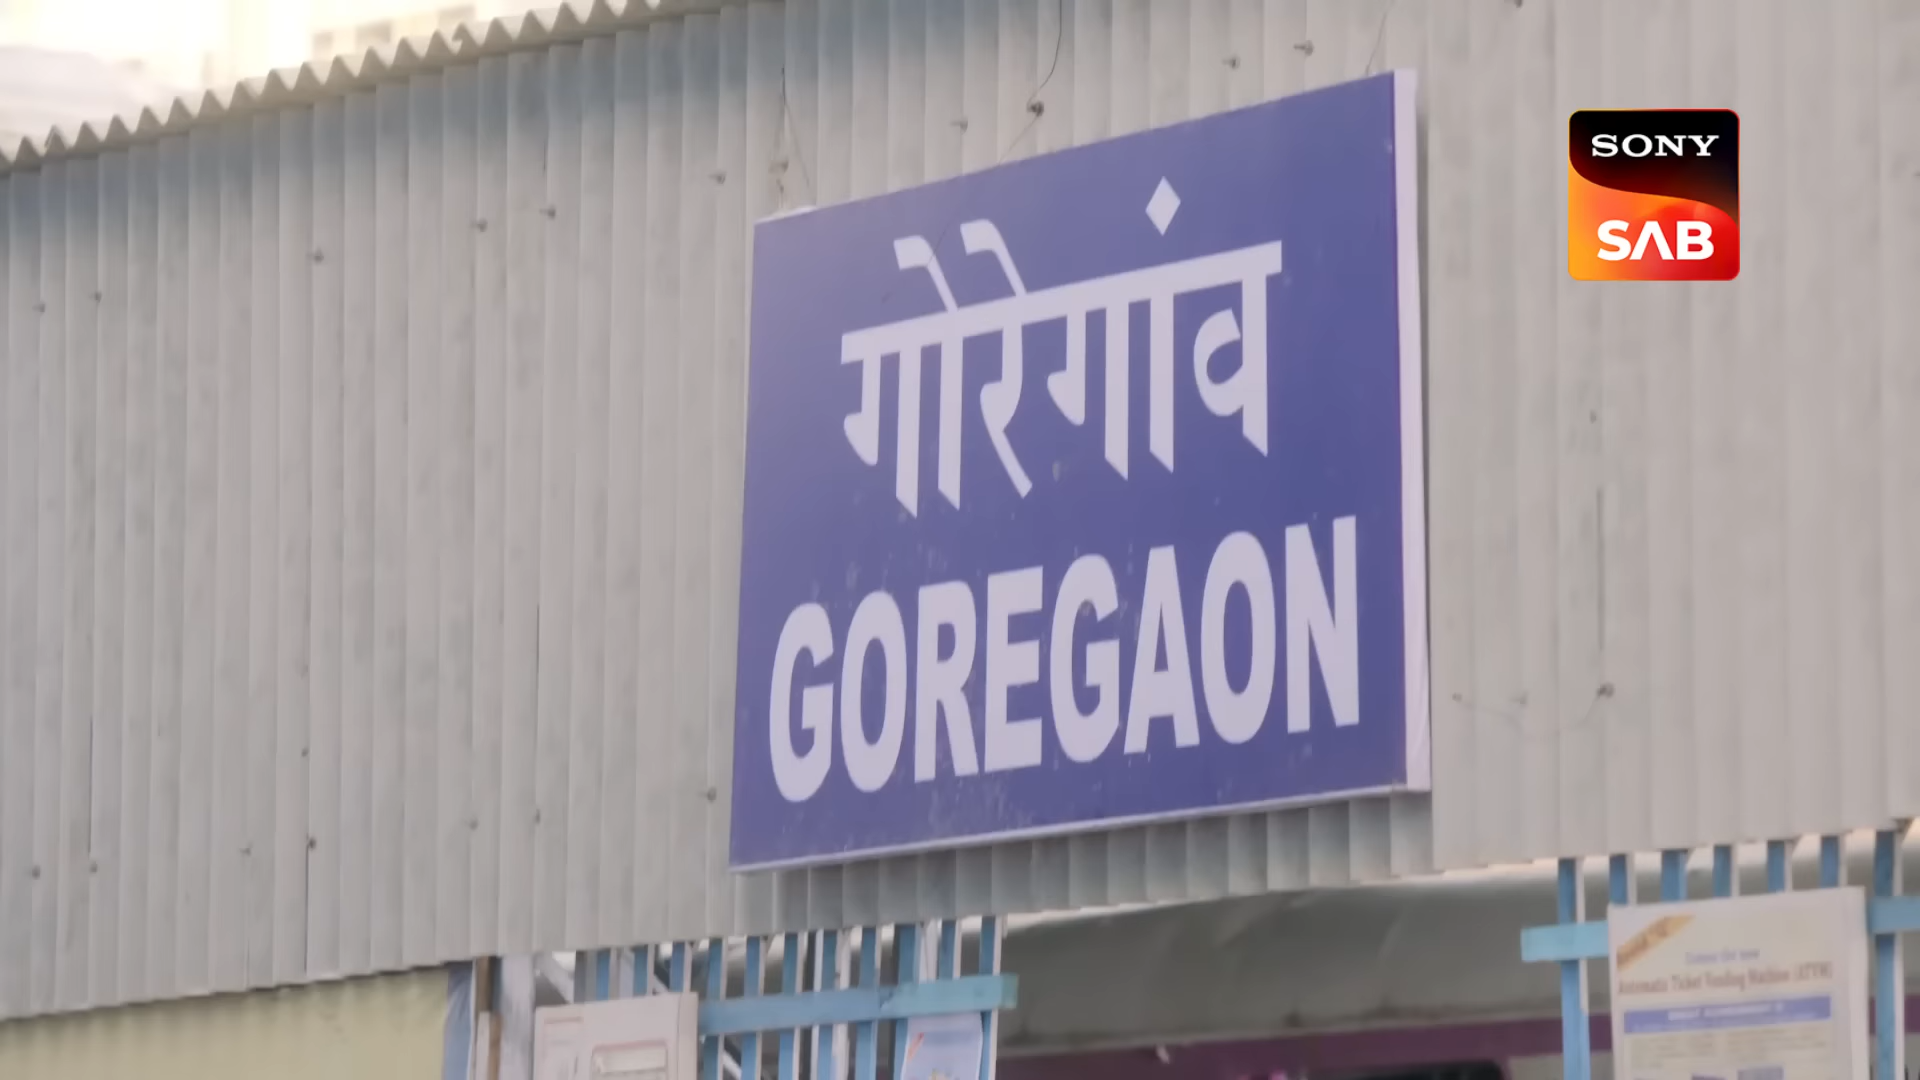 SONY
SAB
गोरेगांव
GOREGAON
Automatic Ticket Vending Machine (ATVM)